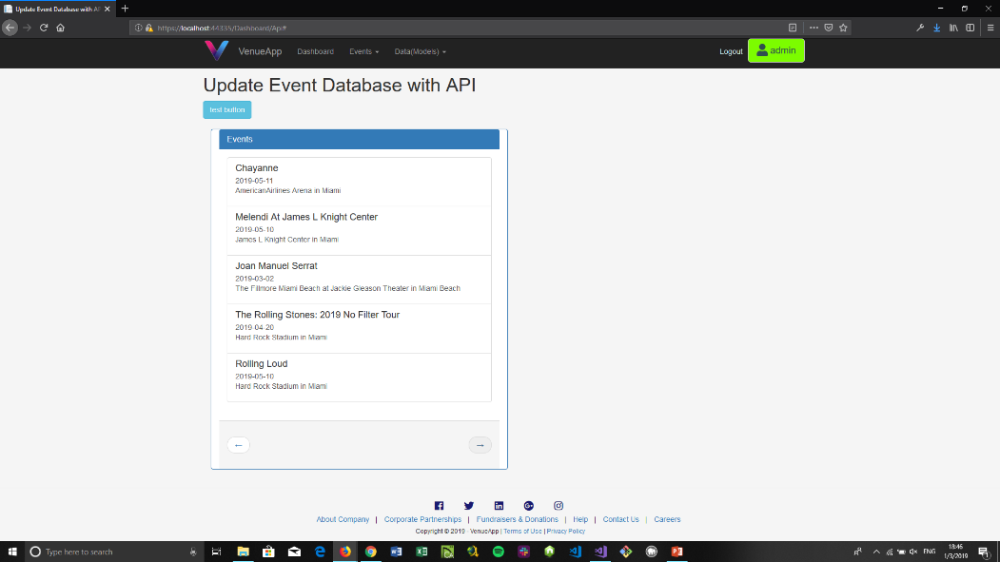 Update Event Database with AP
https://localhost:44335/Dashboard/Api#
VenueApp
Dashboard
Events
Data(Models)
Logout
admin
Update Event Database with API
test button
Events
Chayanne
2019-05-11
AmericanAirlines Arena in Miami
Melendi At James L Knight Center
2019-05-10
James L Knight Center in Miami
Joan Manuel Serrat
2019-03-02
The Fillmore Miami Beach at Jackie Gleason Theater in Miami Beach
The Rolling Stones: 2019 No Filter Tour
2019-04-20
Hard Rock Stadium in Miami
Rolling Loud
2019-05-10
Hard Rock Stadium in Miami
←
→
About Company | Corporate Partnerships | Fundraisers & Donations | Help | Contact Us | Careers
Copyright © 2019 - VenueApp | Terms of Use | Privacy Policy
Type here to search
ENG
18:46
1/3/2019